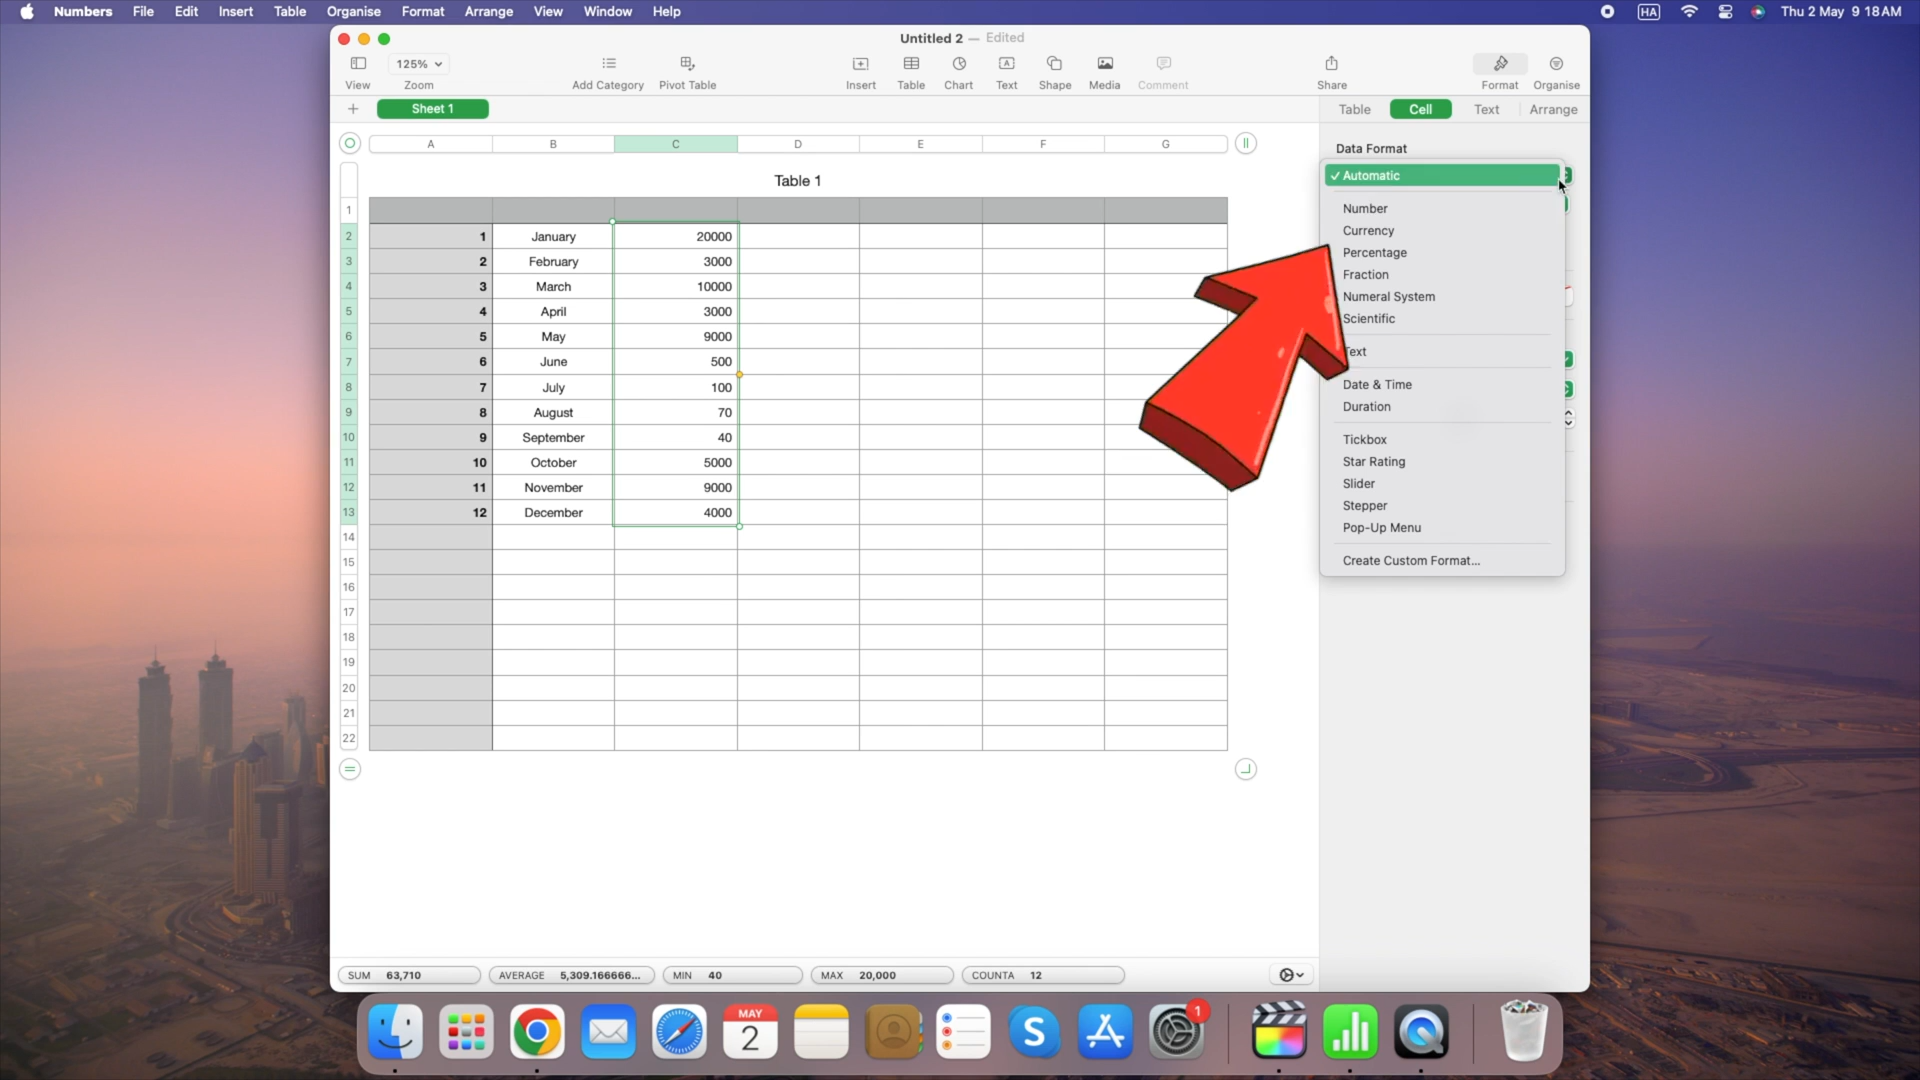 Numbers File Edit Insert Table Organise Format Arrange View Window Help HA Thu 2 May 9 18 AM
Untitled 2 — Edited
125%
View Zoom Add Category Pivot Table Insert Table Chart Text Shape Media Comment Share Format Organise
Sheet 1 Table Cell Text Arrange
A B C D E F G
Data Format
Table 1
✓ Automatic
Number
Currency
Percentage
Fraction
Numeral System
Scientific
Text
Date & Time
Duration
Tickbox
Star Rating
Slider
Stepper
Pop-Up Menu
Create Custom Format...
1
2 1 January 20000
3 2 February 3000
4 3 March 10000
5 4 April 3000
6 5 May 9000
7 6 June 500
8 7 July 100
9 8 August 70
10 9 September 40
11 10 October 5000
12 11 November 9000
13 12 December 4000
14
15
16
17
18
19
20
21
22
SUM 63,710 AVERAGE 5,309.166666... MIN 40 MAX 20,000 COUNTA 12
MAY
2
1